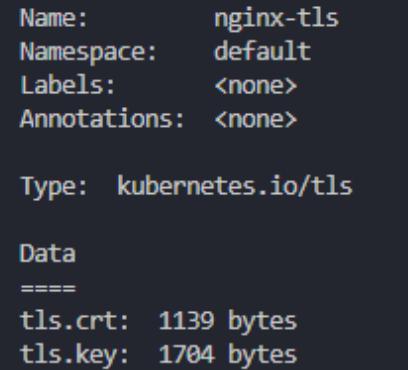 Name:         nginx-tls
Namespace:    default
Labels:       <none>
Annotations:  <none>
Type:  kubernetes.io/tls
Data
====
tls.crt:  1139 bytes
tls.key:  1704 bytes